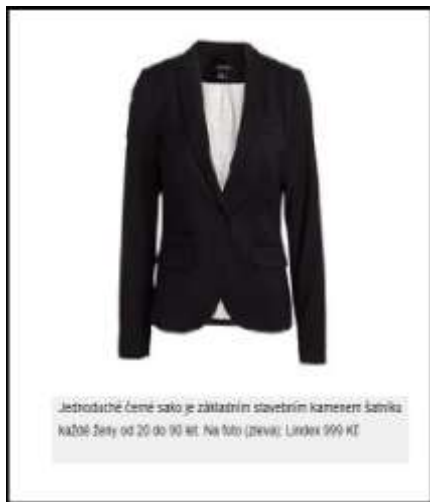 Jednoduché černé sako je základním stavebním kamenem šatníku
každé ženy od 20 do 90 let. Na foto (zleva): Lindex 999 Kč